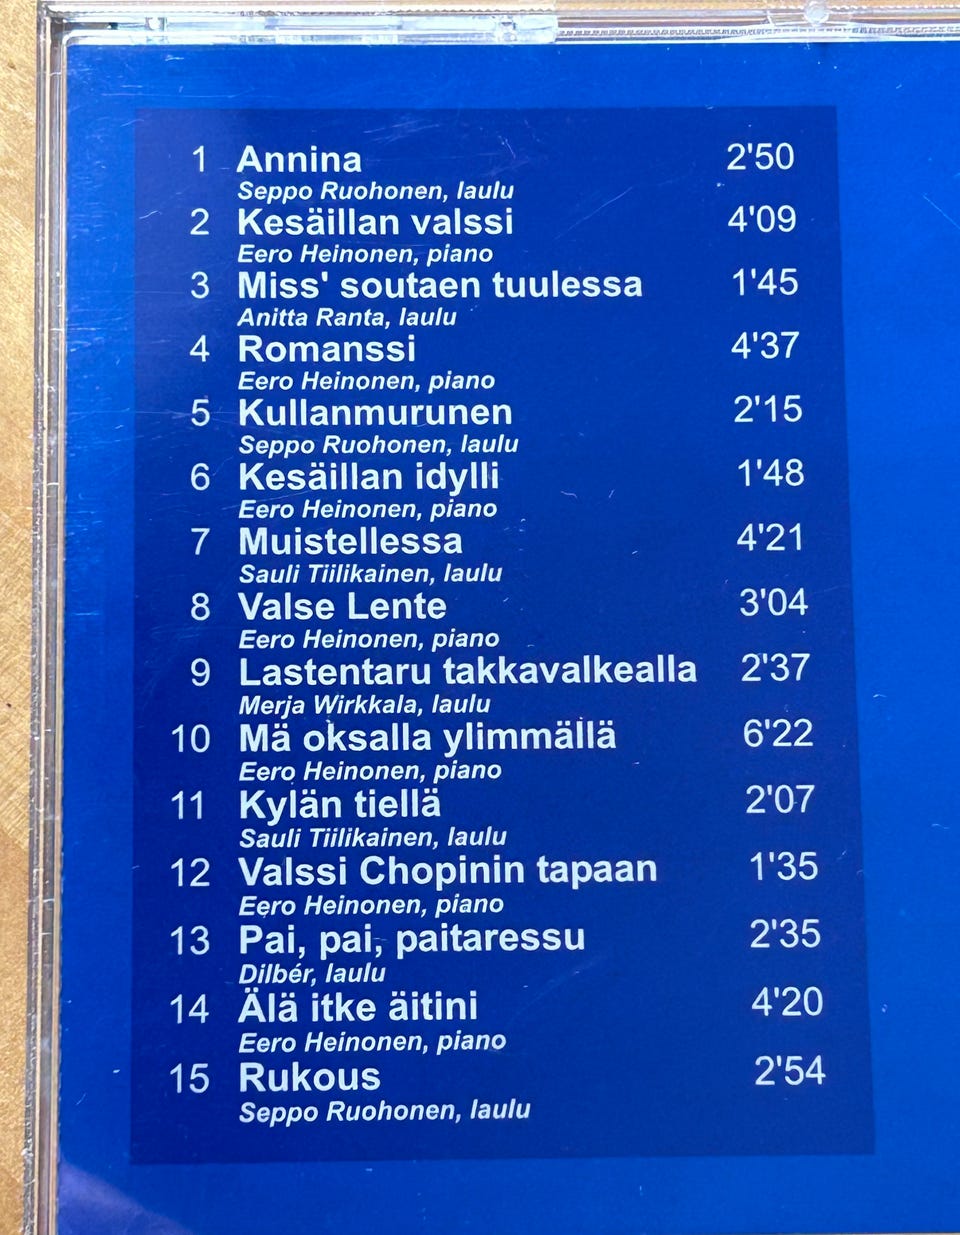 1 Annina 2'50
Seppo Ruohonen, laulu
2 Kesäillan valssi 4'09
Eero Heinonen, piano
3 Miss' soutaen tuulessa 1'45
Anitta Ranta, laulu
4 Romanssi 4'37
Eero Heinonen, piano
5 Kullanmurunen 2'15
Seppo Ruohonen, laulu
6 Kesäillan idylli 1'48
Eero Heinonen, piano
7 Muistellessa 4'21
Sauli Tiilikainen, laulu
8 Valse Lente 3'04
Eero Heinonen, piano
9 Lastentaru takkavalkealla 2'37
Merja Wirkkala, laulu
10 Mä oksalla ylimmällä 6'22
Eero Heinonen, piano
11 Kylän tiellä 2'07
Sauli Tiilikainen, laulu
12 Valssi Chopinin tapaan 1'35
Eero Heinonen, piano
13 Pai, pai, paitaressu 2'35
Dilbér, laulu
14 Älä itke äitini 4'20
Eero Heinonen, piano
15 Rukous 2'54
Seppo Ruohonen, laulu